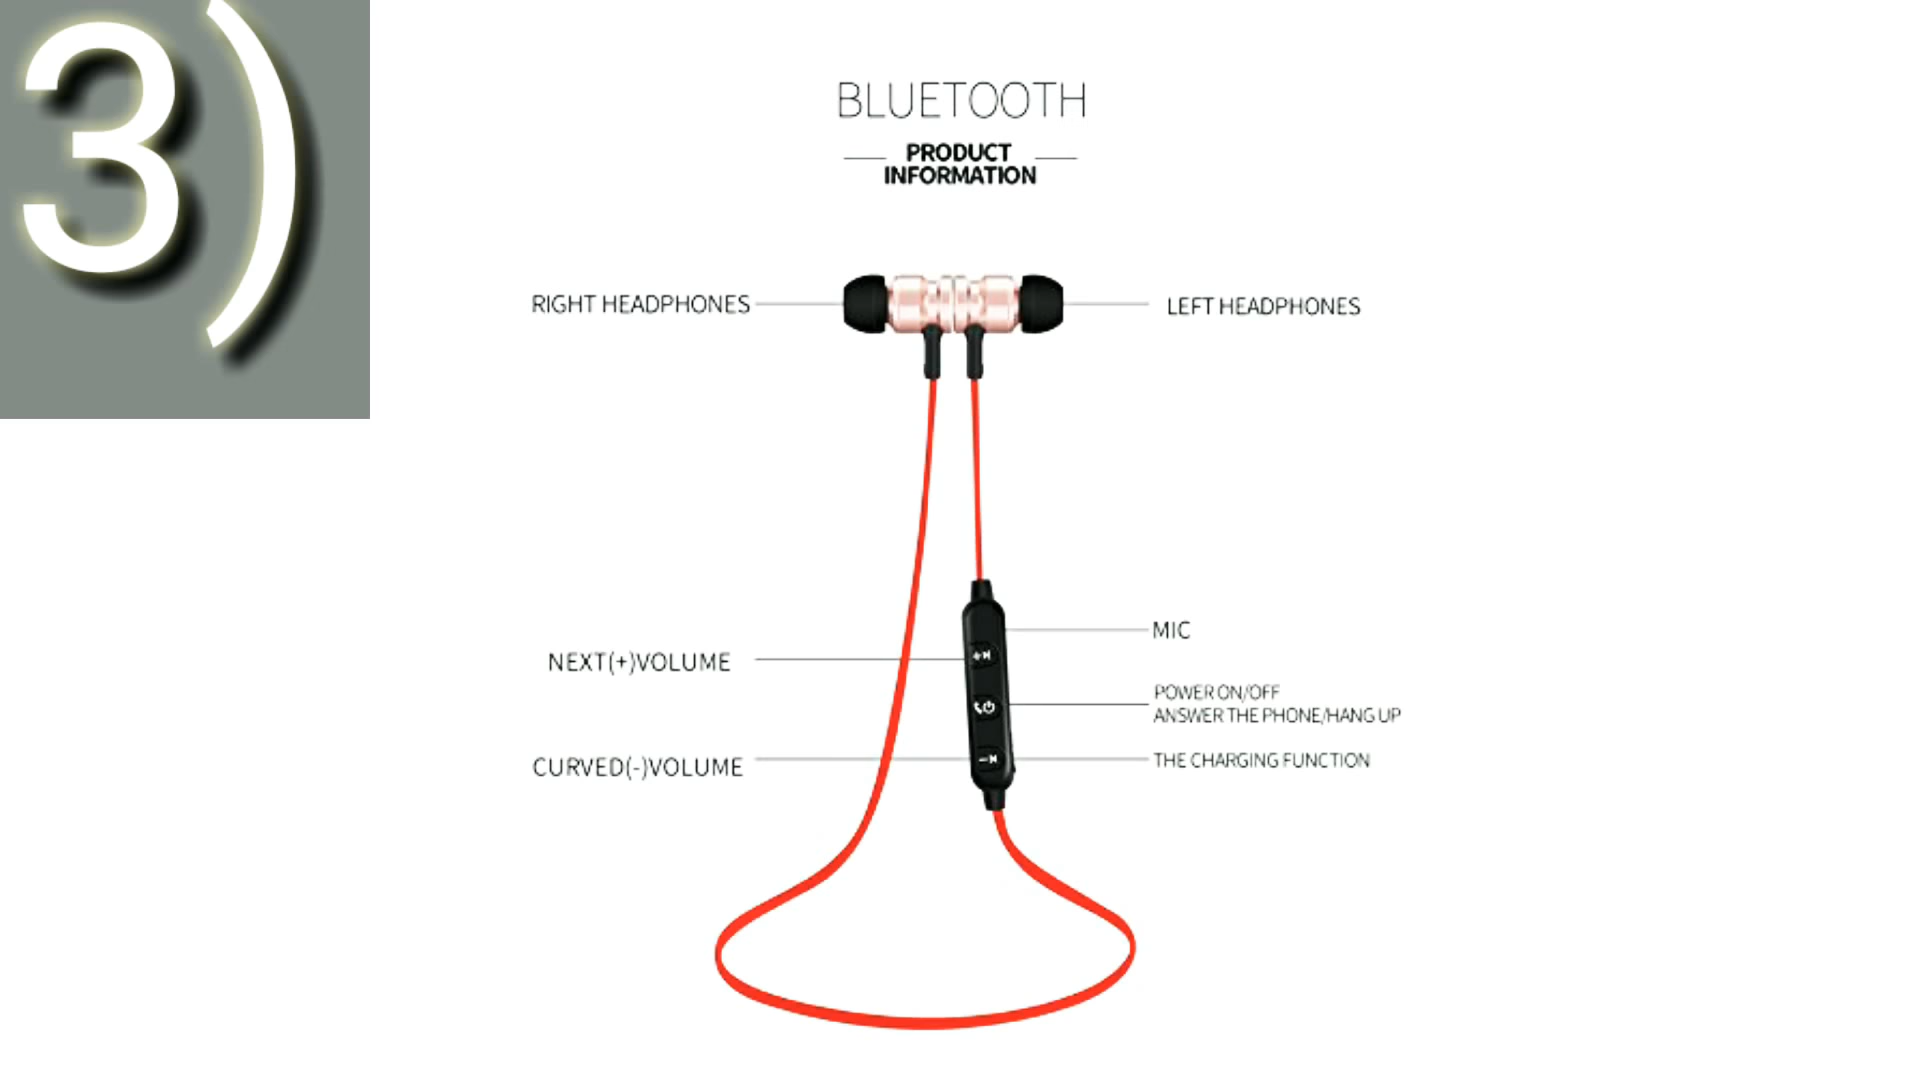 3)
BLUETOOTH
PRODUCT
INFORMATION
RIGHT HEADPHONES
LEFT HEADPHONES
MIC
NEXT(+)VOLUME
POWER ON/OFF
ANSWER THE PHONE/HANG UP
CURVED(-)VOLUME
THE CHARGING FUNCTION